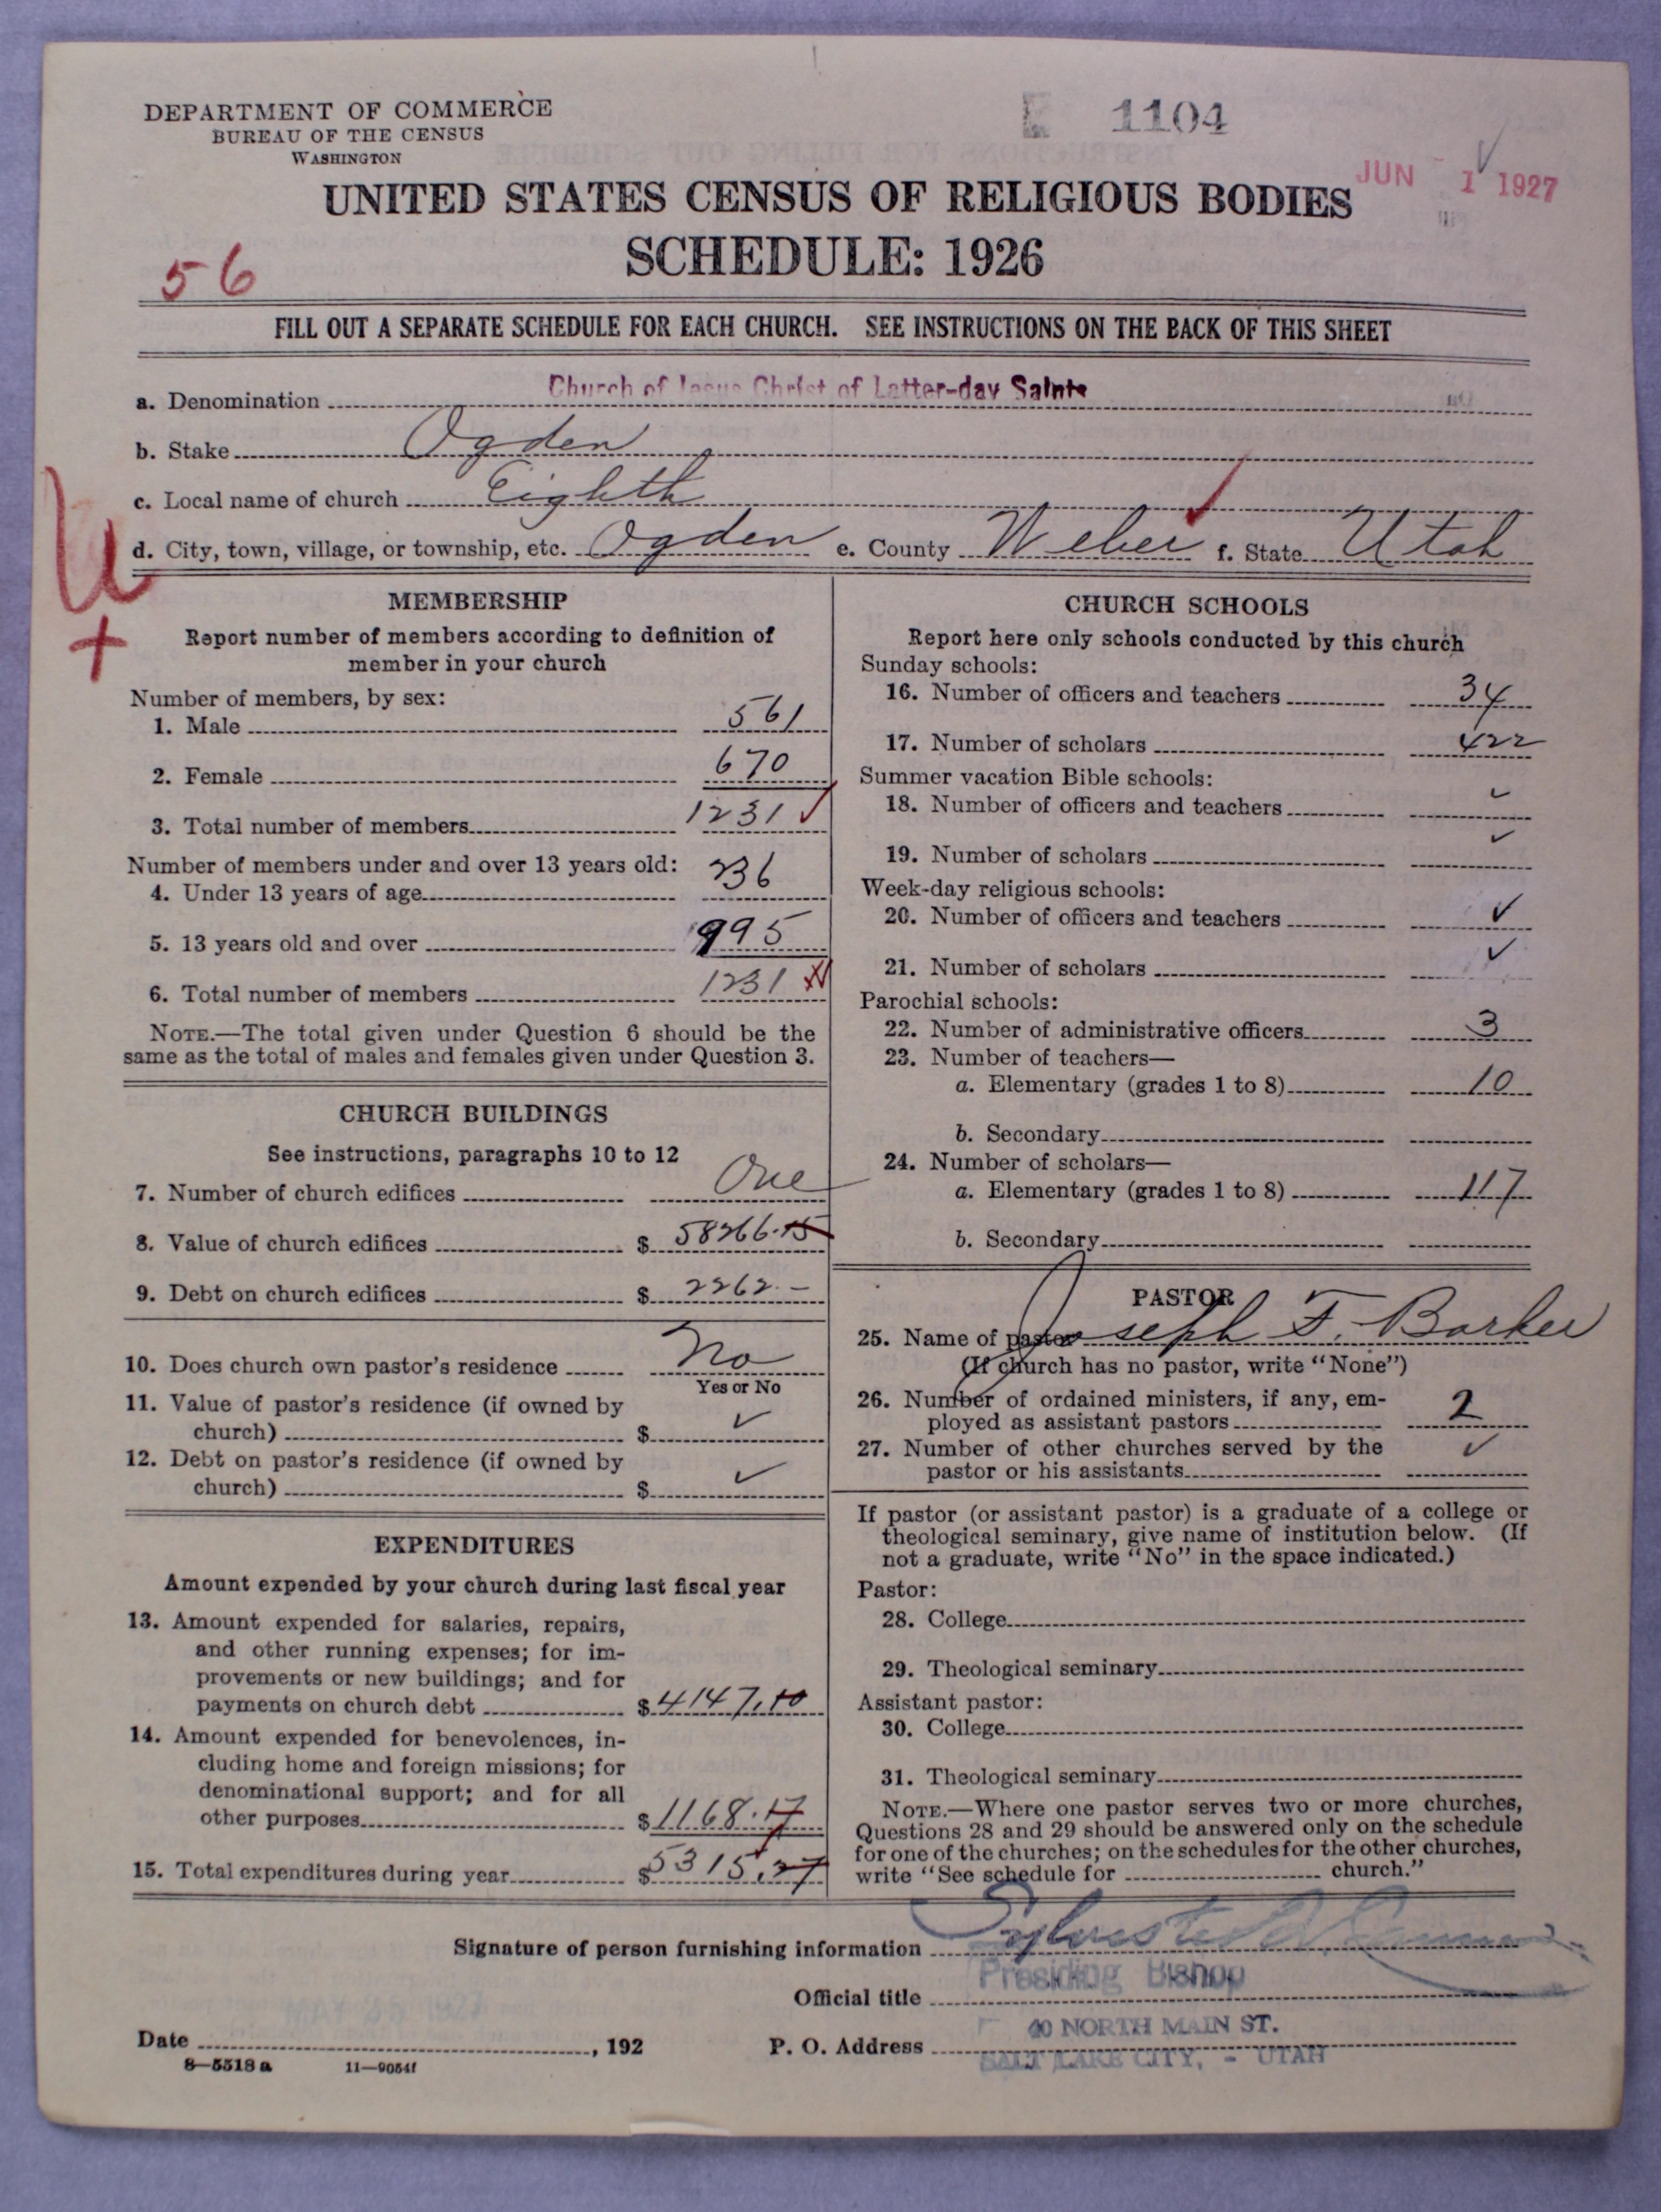 DEPARTMENT OF COMMERCE
BUREAU OF THE CENSUS
WASHINGTON
E 1104
JUN 1 1927
UNITED STATES CENSUS OF RELIGIOUS BODIES
SCHEDULE: 1926
56
FILL OUT A SEPARATE SCHEDULE FOR EACH CHURCH. SEE INSTRUCTIONS ON THE BACK OF THIS SHEET
a. Denomination Church of Jesus Christ of Latter-day Saints
b. Stake Ogden
c. Local name of church Eighth
d. City, town, village, or township, etc. Ogden e. County Weber f. State Utah
U
+
MEMBERSHIP
Report number of members according to definition of
member in your church
Number of members, by sex:
1. Male 561
2. Female 670
3. Total number of members 1231 ✓
Number of members under and over 13 years old:
4. Under 13 years of age 236
5. 13 years old and over 995
6. Total number of members 1231
NOTE.—The total given under Question 6 should be the
same as the total of males and females given under Question 3.
CHURCH BUILDINGS
See instructions, paragraphs 10 to 12
7. Number of church edifices One
8. Value of church edifices $ 58266.15
9. Debt on church edifices $ 2262.—
10. Does church own pastor's residence No
Yes or No
11. Value of pastor's residence (if owned by
church) $ ✓
12. Debt on pastor's residence (if owned by
church) $ ✓
EXPENDITURES
Amount expended by your church during last fiscal year
13. Amount expended for salaries, repairs,
and other running expenses; for im-
provements or new buildings; and for
payments on church debt $ 4147.10
14. Amount expended for benevolences, in-
cluding home and foreign missions; for
denominational support; and for all
other purposes $ 1168.17
15. Total expenditures during year $ 5315.27
CHURCH SCHOOLS
Report here only schools conducted by this church
Sunday schools:
16. Number of officers and teachers 34
17. Number of scholars 422
Summer vacation Bible schools:
18. Number of officers and teachers ✓
19. Number of scholars ✓
Week-day religious schools:
20. Number of officers and teachers ✓
21. Number of scholars ✓
Parochial schools:
22. Number of administrative officers 3
23. Number of teachers—
a. Elementary (grades 1 to 8) 10
b. Secondary
24. Number of scholars—
a. Elementary (grades 1 to 8) 117
b. Secondary
PASTOR
25. Name of pastor Joseph F. Barker
(If church has no pastor, write "None")
26. Number of ordained ministers, if any, em-
ployed as assistant pastors 2
27. Number of other churches served by the
pastor or his assistants ✓
If pastor (or assistant pastor) is a graduate of a college or
theological seminary, give name of institution below. (If
not a graduate, write "No" in the space indicated.)
Pastor:
28. College
29. Theological seminary
Assistant pastor:
30. College
31. Theological seminary
NOTE.—Where one pastor serves two or more churches,
Questions 28 and 29 should be answered only on the schedule
for one of the churches; on the schedules for the other churches,
write "See schedule for church."
Signature of person furnishing information Sylvester Q. Cannon
Official title Presiding Bishop
Date MAY 1927, 192 P. O. Address 40 NORTH MAIN ST.
SALT LAKE CITY, - UTAH
8—5518 a 11—9054f